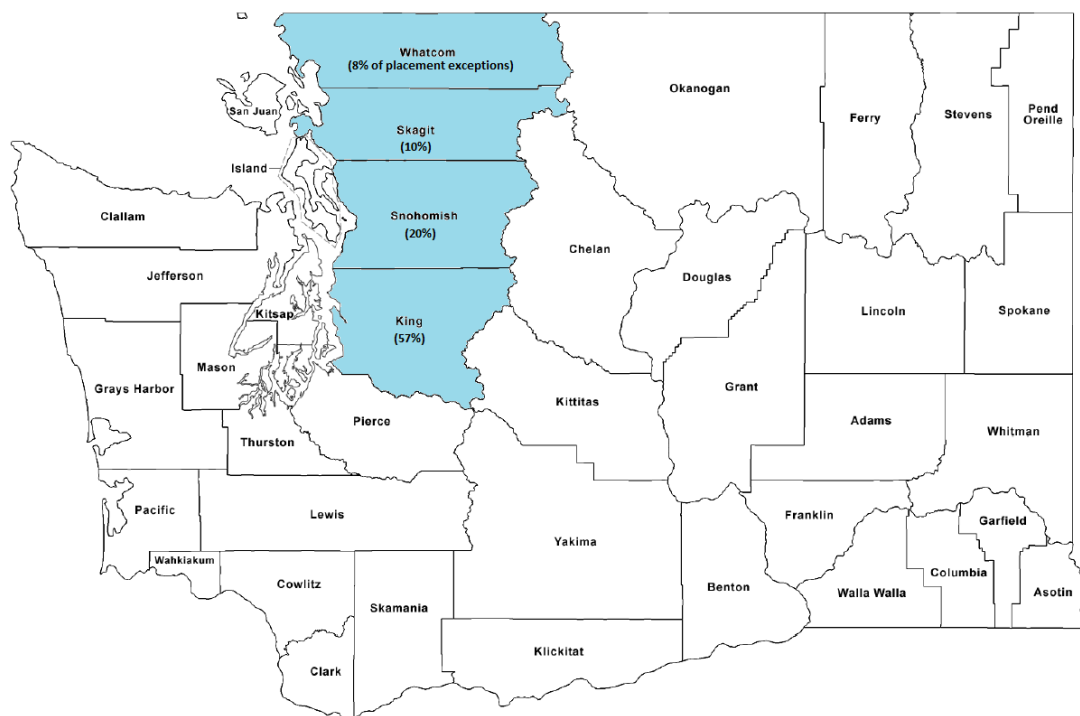 Whatcom
(8% of placement exceptions)
San Juan
Okanogan
Ferry
Stevens
Pend
Oreille
Skagit
(10%)
Island
Clallam
Snohomish
(20%)
Chelan
Jefferson
Douglas
Kitsap
King
(57%)
Lincoln
Spokane
Mason
Grays Harbor
Kittitas
Grant
Pierce
Adams
Whitman
Thurston
Pacific
Lewis
Franklin
Garfield
Yakima
Wahkiakum
Cowlitz
Skamania
Benton
Walla Walla
Columbia
Asotin
Klickitat
Clark